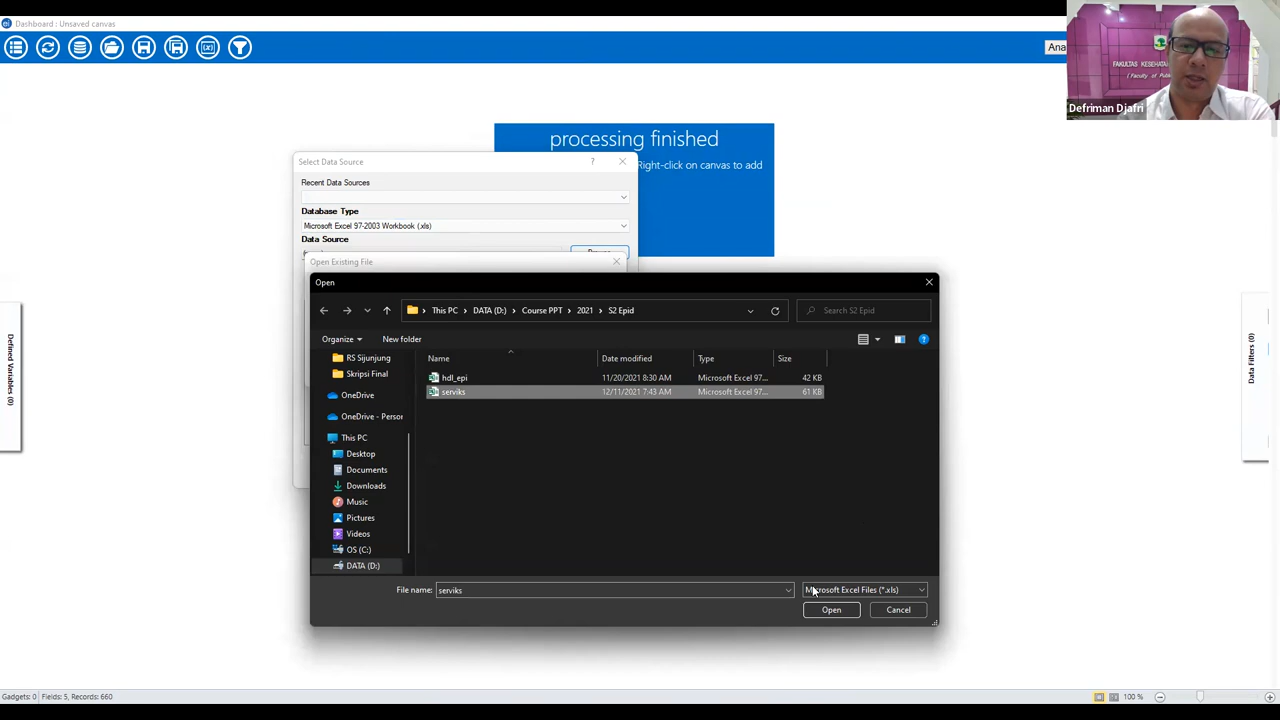 Dashboard : Unsaved canvas
FAKULTAS KESEHATAN
(Faculty of Publ
Defriman Djafri
processing finished
Right-click on canvas to add
Select Data Source
?
Recent Data Sources
Database Type
Microsoft Excel 97-2003 Workbook (.xls)
Data Source
Open Existing File
Open
This PC > DATA (D:) > Course PPT > 2021 > S2 Epid
Search S2 Epid
Organize
New folder
Name
Date modified
Type
Size
hdl_epi
11/20/2021 8:30 AM
Microsoft Excel 97...
42 KB
serviks
12/11/2021 7:43 AM
Microsoft Excel 97...
61 KB
RS Sijunjung
Skripsi Final
OneDrive
OneDrive - Person
This PC
Desktop
Documents
Downloads
Music
Pictures
Videos
OS (C:)
DATA (D:)
File name:
serviks
Microsoft Excel Files (*.xls)
Open
Cancel
Defined Variables (0)
Data Filters (0)
Gadgets: 0
Fields: 5, Records: 660
100 %